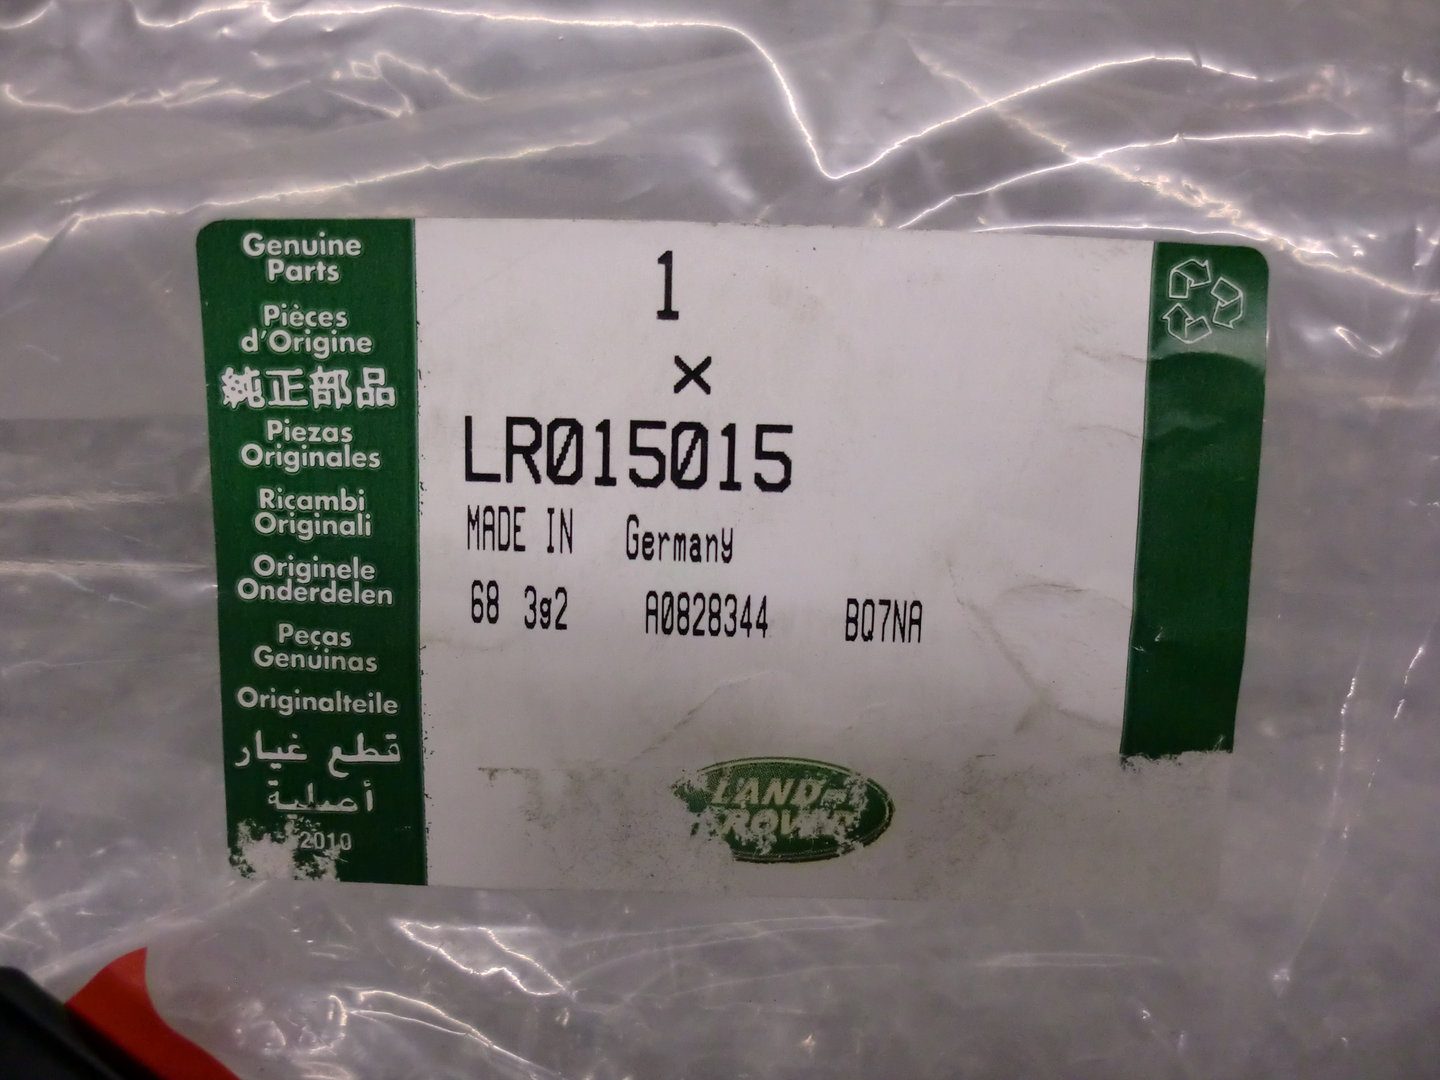 Genuine
Parts
Pièces
d'Origine
純正部品
Piezas
Originales
Ricambi
Originali
Originele
Onderdelen
Peças
Genuinas
Originalteile
قطع غيار
أصلية
2010
1
×
LR015015
MADE IN Germany
68 3g2 A0828344 BQ7NA
LAND
ROVER